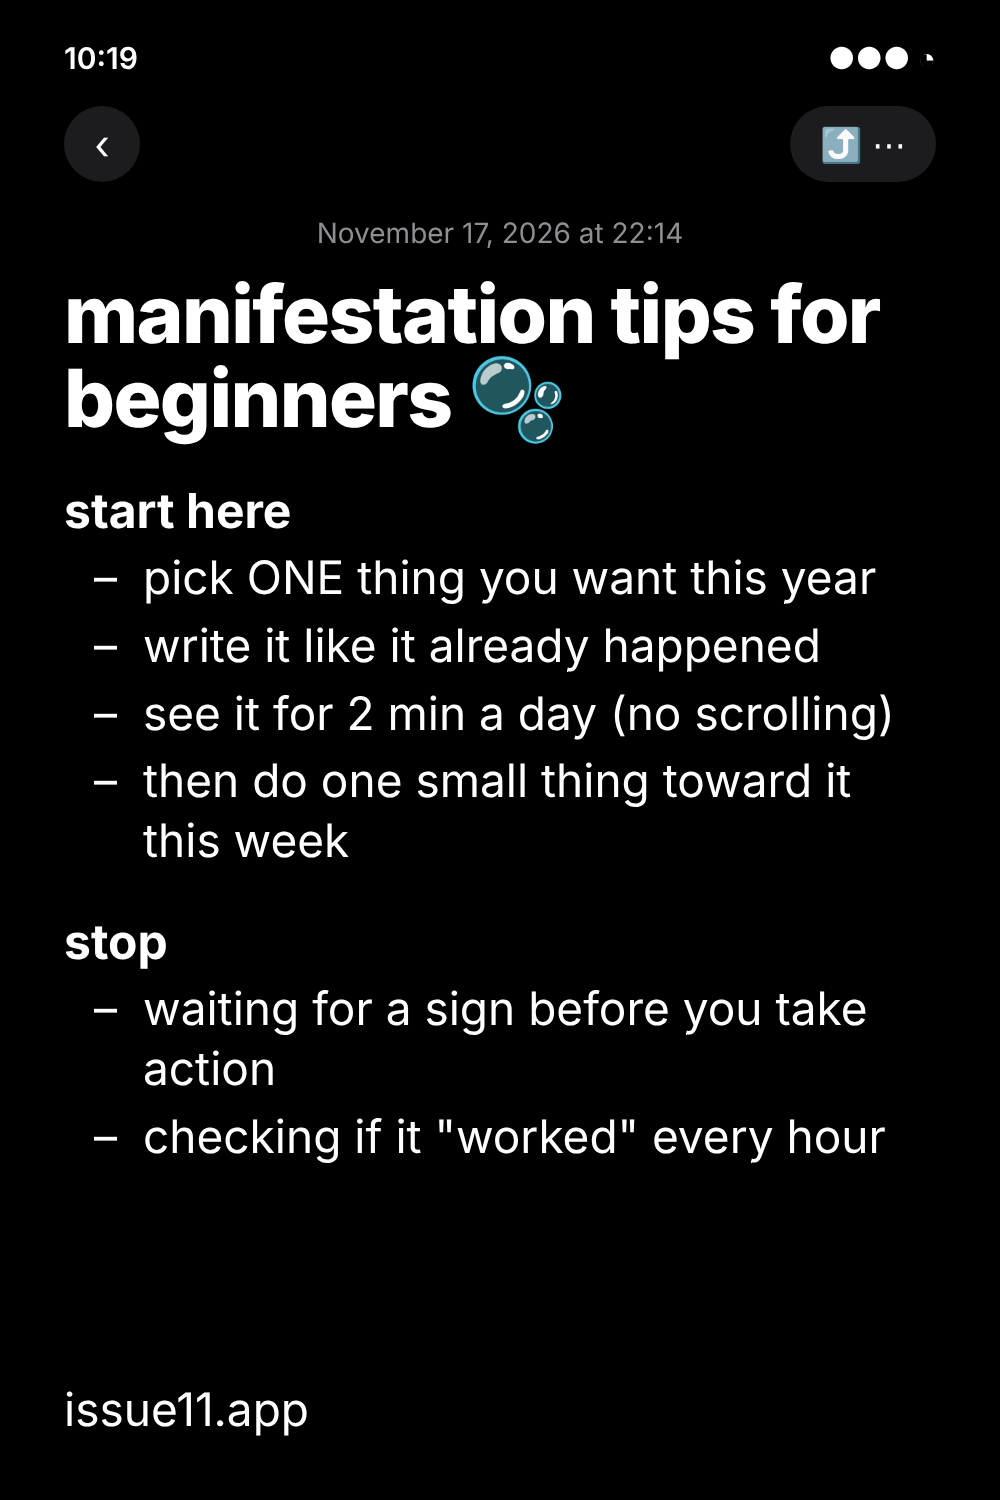 10:19
‹
⤴️ ...
November 17, 2026 at 22:14
manifestation tips for
beginners 🫧
start here
– pick ONE thing you want this year
– write it like it already happened
– see it for 2 min a day (no scrolling)
– then do one small thing toward it
this week
stop
– waiting for a sign before you take
action
– checking if it "worked" every hour
issue11.app